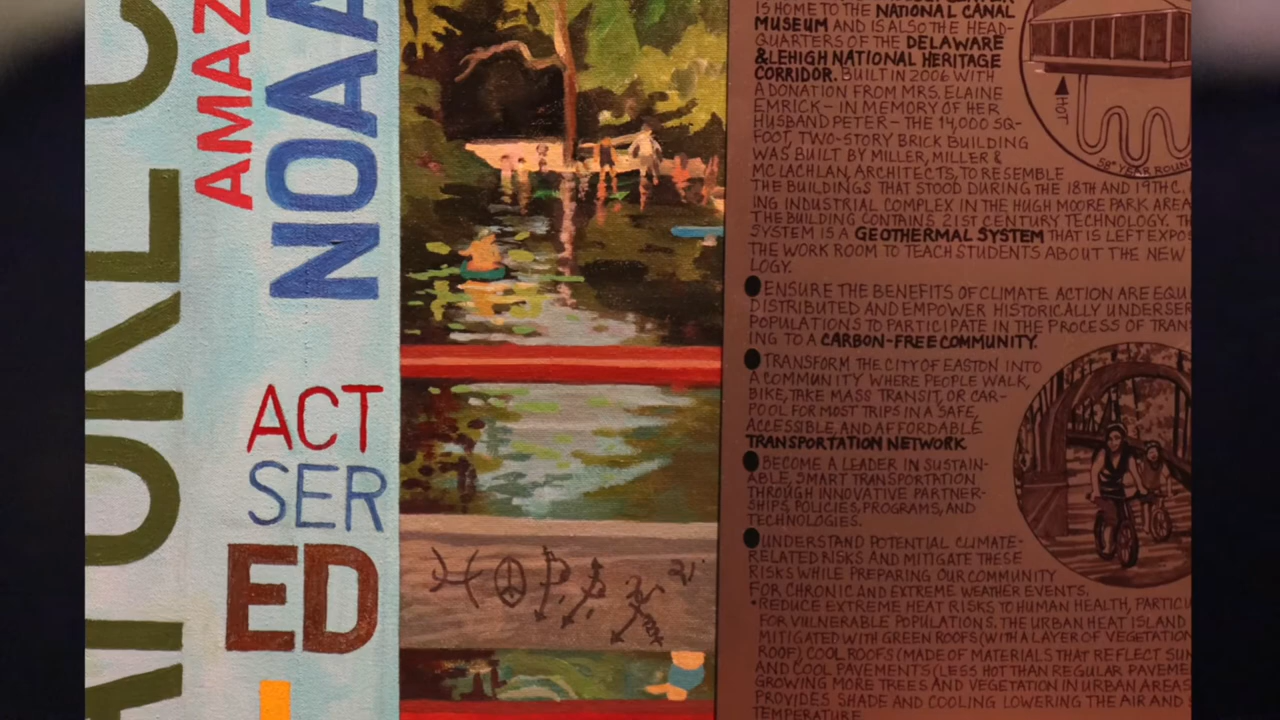 AMAZ
NOAA
ACT
SER
ED
IS HOME TO THE NATIONAL CANAL
MUSEUM AND IS ALSO THE HEAD-
QUARTERS OF THE DELAWARE
& LEHIGH NATIONAL HERITAGE
CORRIDOR. BUILT IN 2006 WITH
A DONATION FROM MRS. ELAINE
EMRICK – IN MEMORY OF HER
HUSBAND PETER – THE 14,000 SQ-
FOOT, TWO-STORY BRICK BUILDING
WAS BUILT BY MILLER, MILLER &
MCLACHLAN, ARCHITECTS, TO RESEMBLE
THE BUILDINGS THAT STOOD DURING THE 18TH AND 19TH C.
ING INDUSTRIAL COMPLEX IN THE HUGH MOORE PARK AREA
THE BUILDING CONTAINS 21ST CENTURY TECHNOLOGY. TH
SYSTEM IS A GEOTHERMAL SYSTEM THAT IS LEFT EXPOS
THE WORK ROOM TO TEACH STUDENTS ABOUT THE NEW
LOGY.
HOT
58° YEAR ROUN
ENSURE THE BENEFITS OF CLIMATE ACTION ARE EQUI
DISTRIBUTED AND EMPOWER HISTORICALLY UNDERSER
POPULATIONS TO PARTICIPATE IN THE PROCESS OF TRAN
ING TO A CARBON-FREE COMMUNITY.
TRANSFORM THE CITY OF EASTON INTO
A COMMUNITY WHERE PEOPLE WALK,
BIKE, TAKE MASS TRANSIT, OR CAR-
POOL FOR MOST TRIPS IN A SAFE,
ACCESSIBLE, AND AFFORDABLE
TRANSPORTATION NETWORK
BECOME A LEADER IN SUSTAIN-
ABLE, SMART TRANSPORTATION
THROUGH INNOVATIVE PARTNER-
SHIPS, POLICIES, PROGRAMS, AND
TECHNOLOGIES.
UNDERSTAND POTENTIAL CLIMATE-
RELATED RISKS AND MITIGATE THESE
RISKS WHILE PREPARING OUR COMMUNITY
FOR CHRONIC AND EXTREME WEATHER EVENTS.
• REDUCE EXTREME HEAT RISKS TO HUMAN HEALTH, PARTICU
FOR VULNERABLE POPULATIONS. THE URBAN HEAT ISLAND
MITIGATED WITH GREEN ROOFS (WITH A LAYER OF VEGETATION
ROOF), COOL ROOFS (MADE OF MATERIALS THAT REFLECT SUN
AND COOL PAVEMENTS (LESS HOT THAN REGULAR PAVEME
GROWING MORE TREES AND VEGETATION IN URBAN AREAS
PROVIDES SHADE AND COOLING LOWERING THE AIR AND S
TEMPERATURE